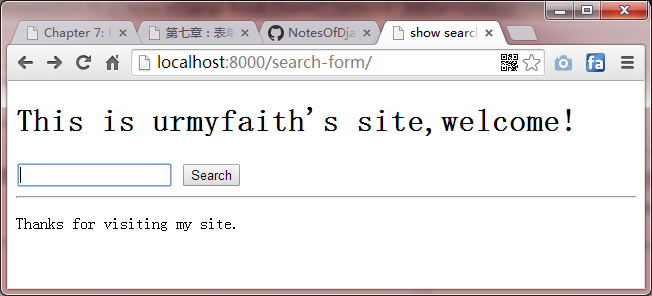 Chapter 7:
第七章：表单
NotesOfDja
show search
localhost:8000/search-form/
This is urmyfaith's site,welcome!
Search
Thanks for visiting my site.